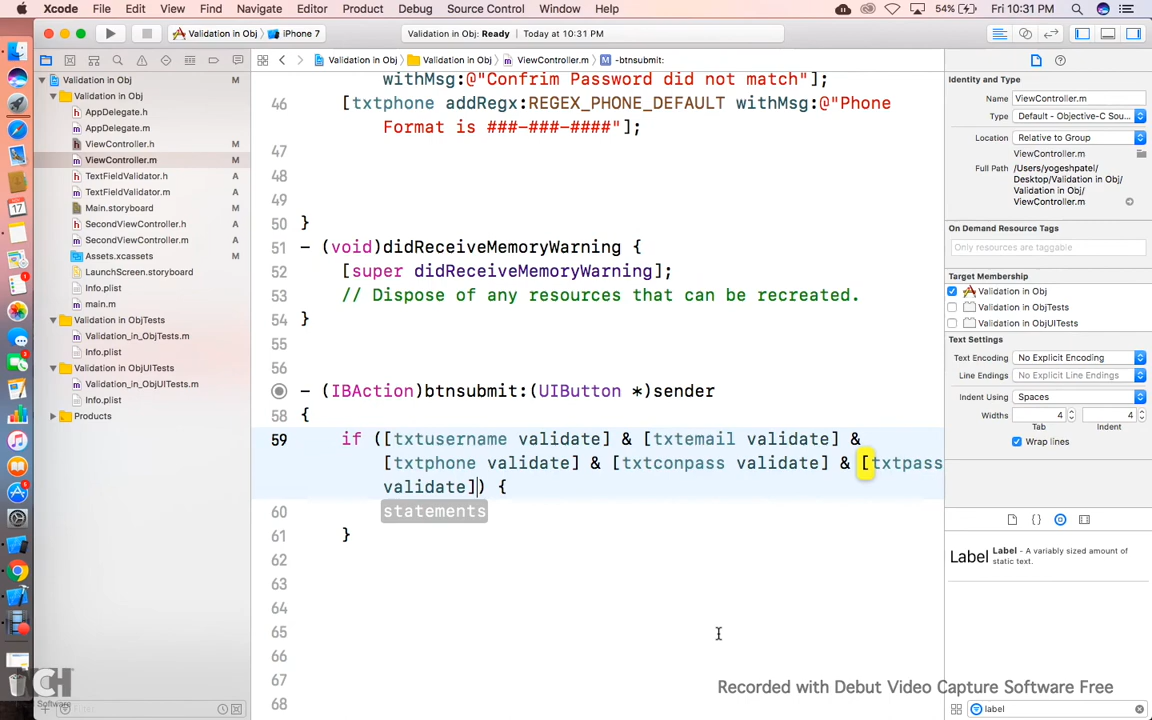 Xcode File Edit View Find Navigate Editor Product Debug Source Control Window Help 54% Fri 10:31 PM
Validation in Obj iPhone 7 Validation in Obj: Ready Today at 10:31 PM
Validation in Obj Validation in Obj ViewController.m -btnsubmit:
Validation in Obj M
Validation in Obj
AppDelegate.h
AppDelegate.m
ViewController.h M
ViewController.m M
TextFieldValidator.h A
TextFieldValidator.m A
Main.storyboard M
SecondViewController.h A
SecondViewController.m A
Assets.xcassets M
LaunchScreen.storyboard
Info.plist
main.m
Validation in ObjTests
Validation_in_ObjTests.m
Info.plist
Validation in ObjUITests
Validation_in_ObjUITests.m
Info.plist
Products
Filter
withMsg:@"Confrim Password did not match"];
46 [txtphone addRegx:REGEX_PHONE_DEFAULT withMsg:@"Phone
Format is ###-###-####"];
47
48
49
50 }
51 - (void)didReceiveMemoryWarning {
52 [super didReceiveMemoryWarning];
53 // Dispose of any resources that can be recreated.
54 }
55
56
- (IBAction)btnsubmit:(UIButton *)sender
58 {
59 if ([txtusername validate] & [txtemail validate] &
[txtphone validate] & [txtconpass validate] & [txtpass
validate]) {
60 statements
61 }
62
63
64
65
66
67
68
Identity and Type
Name ViewController.m
Type Default - Objective-C Sou...
Location Relative to Group
ViewController.m
Full Path /Users/yogeshpatel/
Desktop/Validation in Obj/
Validation in Obj/
ViewController.m
On Demand Resource Tags
Only resources are taggable
Target Membership
Validation in Obj
Validation in ObjTests
Validation in ObjUITests
Text Settings
Text Encoding No Explicit Encoding
Line Endings No Explicit Line Endings
Indent Using Spaces
Widths 4 4
Tab Indent
Wrap lines
Label Label - A variably sized amount of
static text.
label
NCH
Software
Recorded with Debut Video Capture Software Free
17